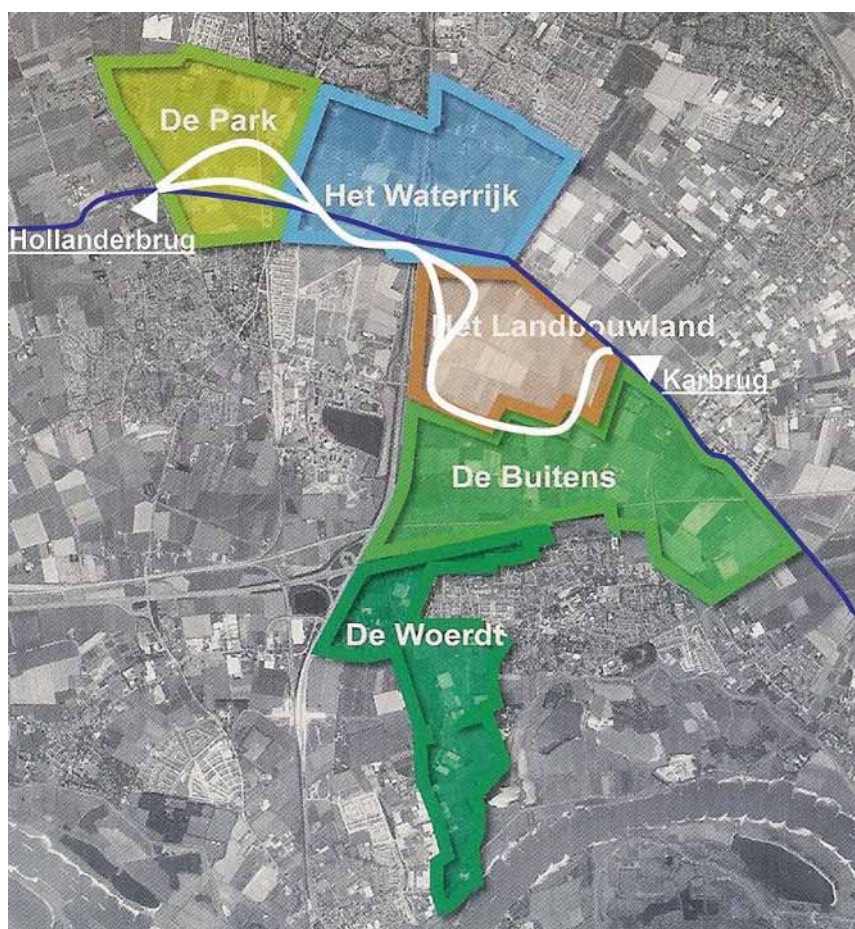 De Park
Het Waterrijk
Hollanderbrug
Het Landbouwland
Karbrug
De Buitens
De Woerdt